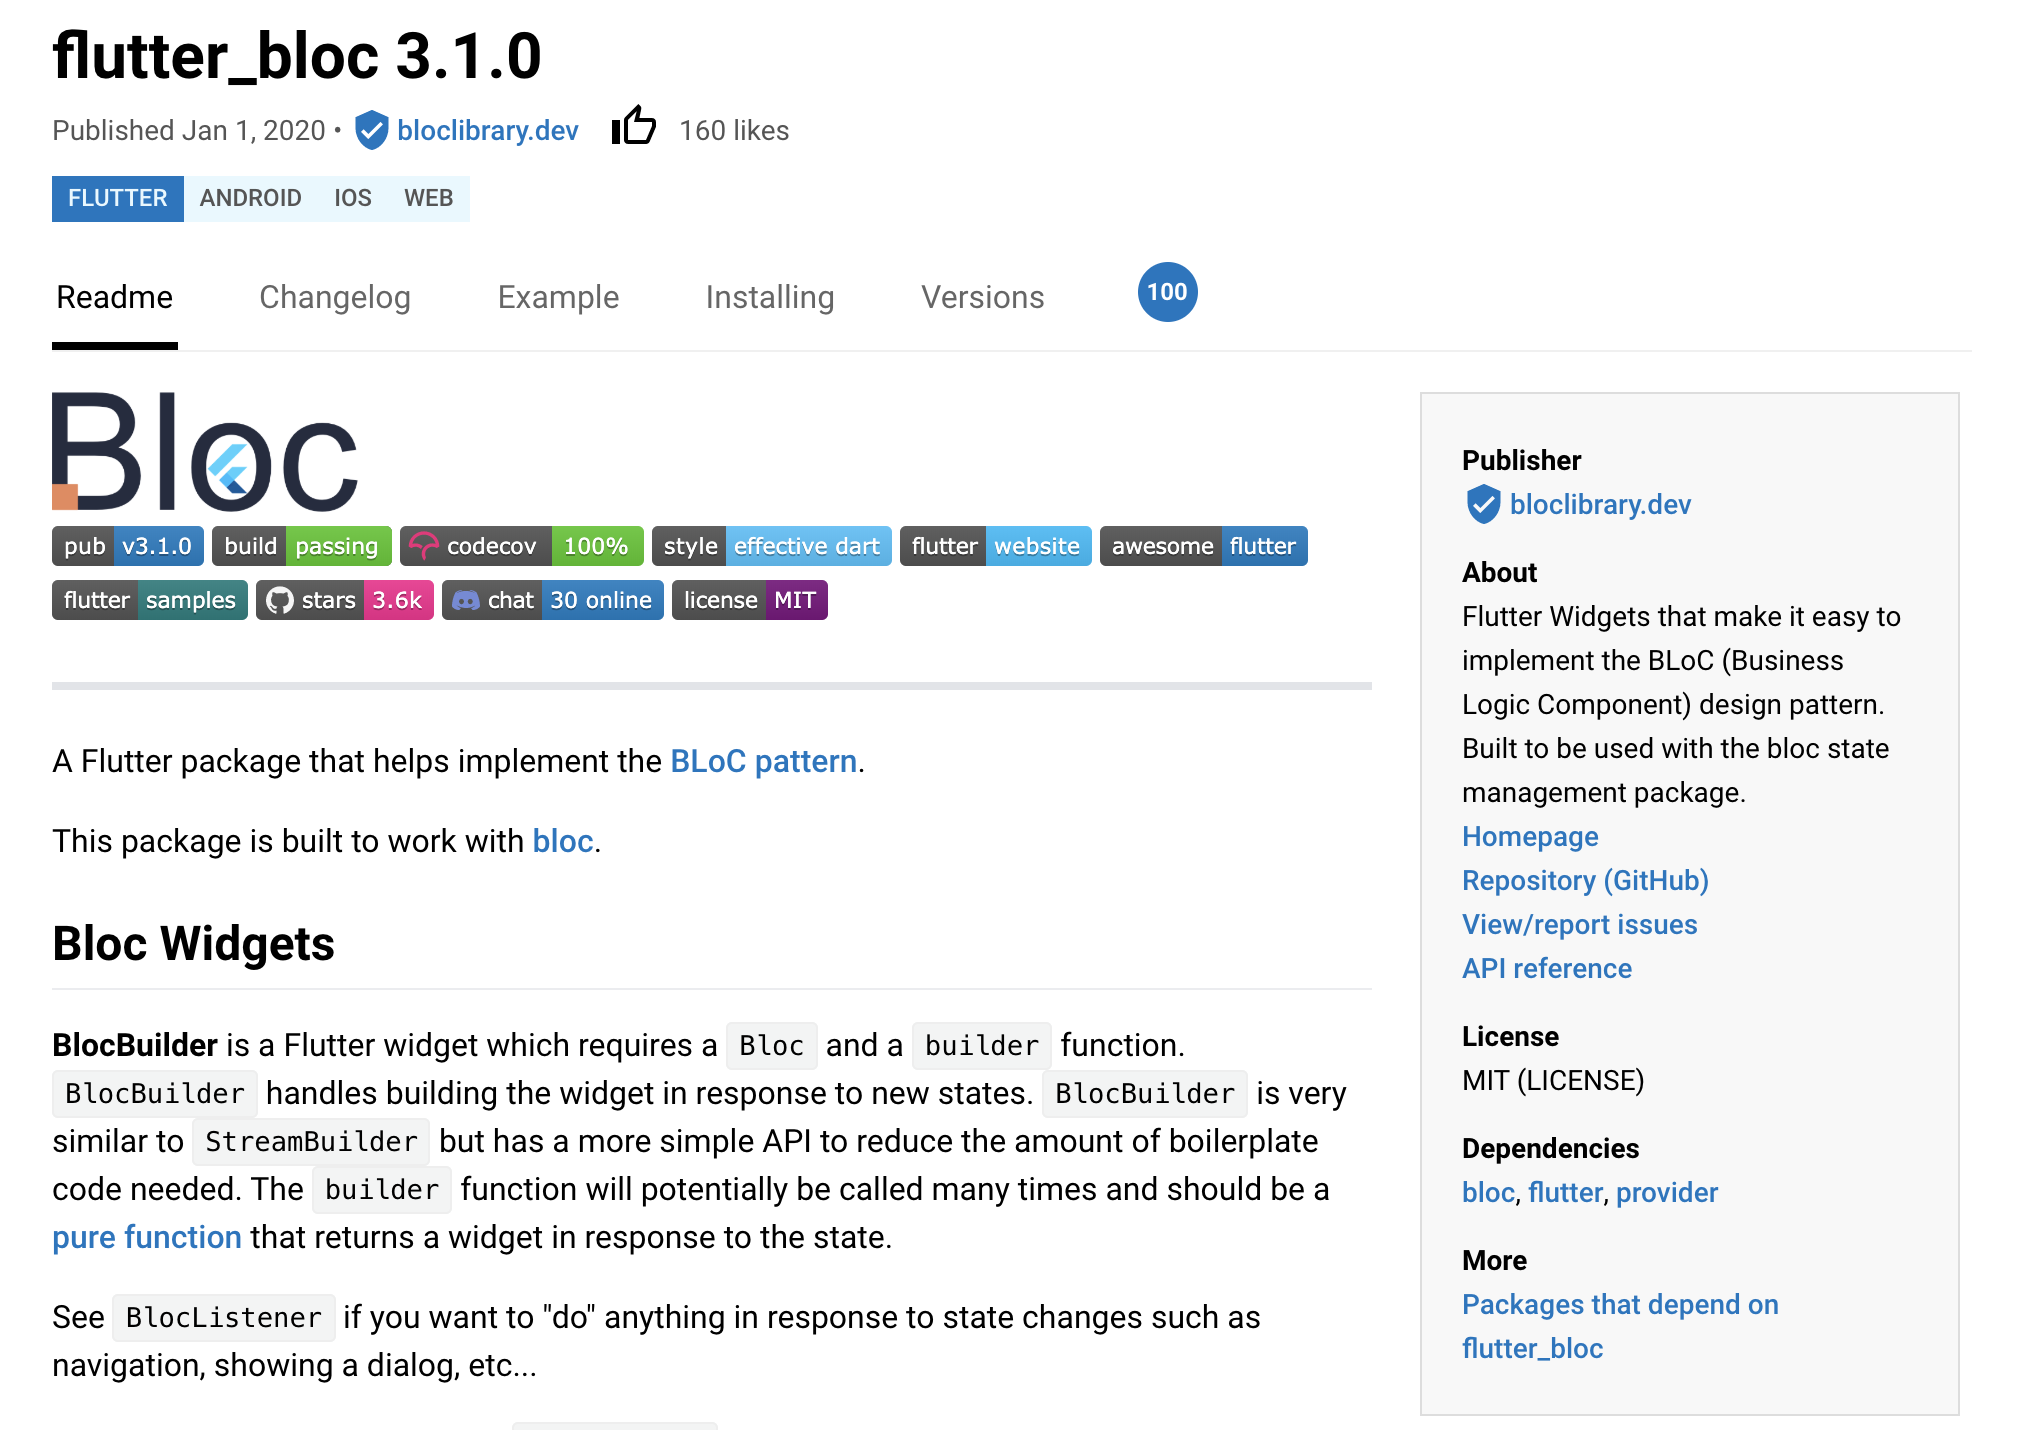 flutter_bloc 3.1.0
Published Jan 1, 2020 • bloclibrary.dev 160 likes
FLUTTER ANDROID IOS WEB
Readme Changelog Example Installing Versions 100
Bloc
pub v3.1.0 build passing codecov 100% style effective dart flutter website awesome flutter
flutter samples stars 3.6k chat 30 online license MIT
A Flutter package that helps implement the BLoC pattern.
This package is built to work with bloc.
Bloc Widgets
BlocBuilder is a Flutter widget which requires a Bloc and a builder function.
BlocBuilder handles building the widget in response to new states. BlocBuilder is very
similar to StreamBuilder but has a more simple API to reduce the amount of boilerplate
code needed. The builder function will potentially be called many times and should be a
pure function that returns a widget in response to the state.
See BlocListener if you want to "do" anything in response to state changes such as
navigation, showing a dialog, etc...
Publisher
bloclibrary.dev
About
Flutter Widgets that make it easy to
implement the BLoC (Business
Logic Component) design pattern.
Built to be used with the bloc state
management package.
Homepage
Repository (GitHub)
View/report issues
API reference
License
MIT (LICENSE)
Dependencies
bloc, flutter, provider
More
Packages that depend on
flutter_bloc